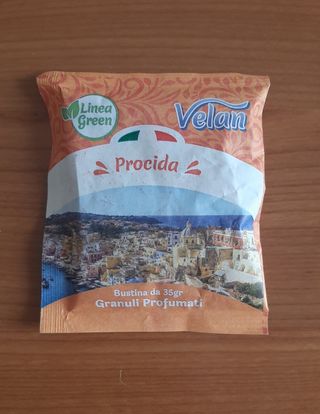 Linea
Green
Velan
Procida
Bustina da 35gr
Granuli Profumati